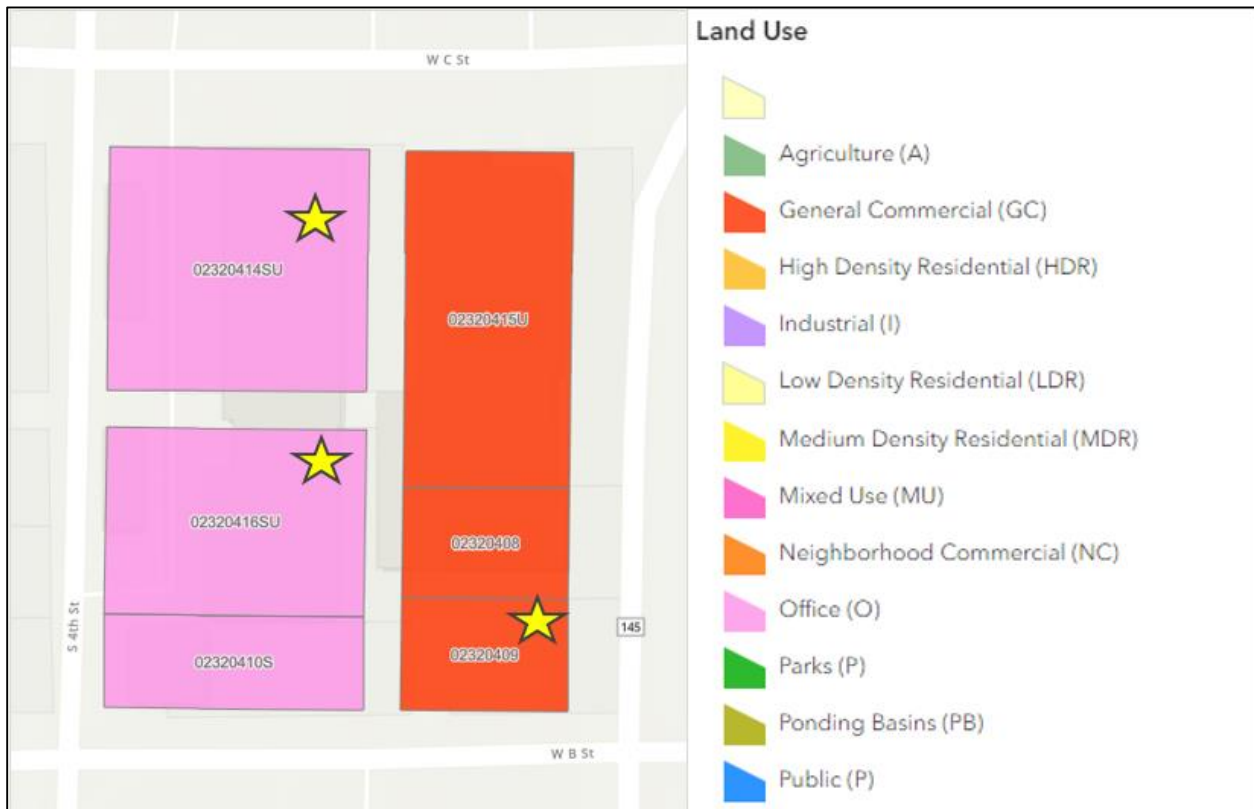 W C St
02320414SU
02320415U
02320416SU
02320408
02320409
02320410S
S 4th St
145
W B St
Land Use
Agriculture (A)
General Commercial (GC)
High Density Residential (HDR)
Industrial (I)
Low Density Residential (LDR)
Medium Density Residential (MDR)
Mixed Use (MU)
Neighborhood Commercial (NC)
Office (O)
Parks (P)
Ponding Basins (PB)
Public (P)